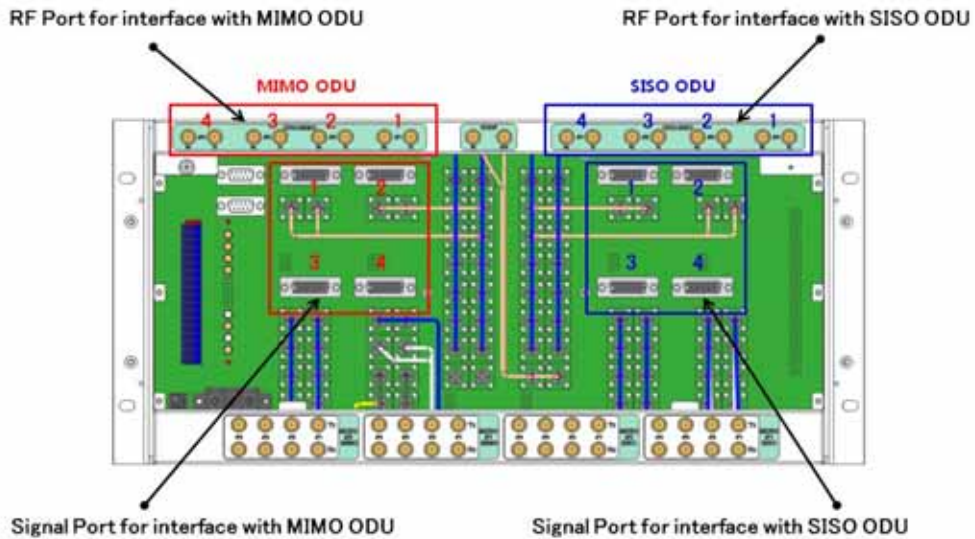 RF Port for interface with MIMO ODU
RF Port for interface with SISO ODU
MIMO ODU
SISO ODU
4 3 2 1
4 3 2 1
1 2
1 2
3 4
3 4
Signal Port for interface with MIMO ODU
Signal Port for interface with SISO ODU